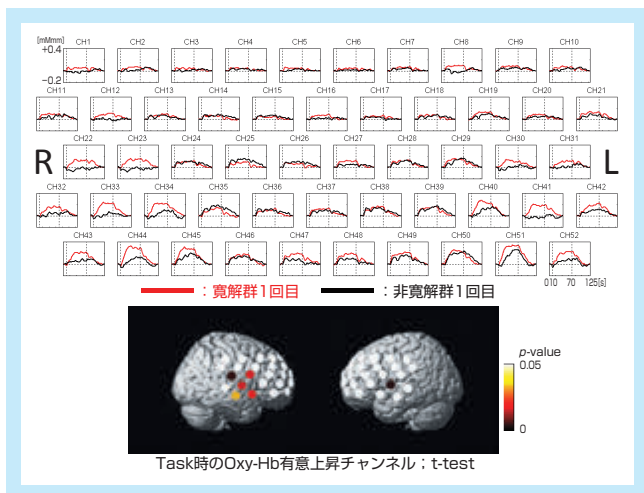 [mMmm]
+0.4
−0.2
CH1 CH2 CH3 CH4 CH5 CH6 CH7 CH8 CH9 CH10
CH11 CH12 CH13 CH14 CH15 CH16 CH17 CH18 CH19 CH20 CH21
R
CH22 CH23 CH24 CH25 CH26 CH27 CH28 CH29 CH30 CH31
L
CH32 CH33 CH34 CH35 CH36 CH37 CH38 CH39 CH40 CH41 CH42
CH43 CH44 CH45 CH46 CH47 CH48 CH49 CH50 CH51 CH52
010 70 125[s]
：寛解群1回目 ：非寛解群1回目
p-value
0.05
0
Task時のOxy-Hb有意上昇チャンネル；t-test